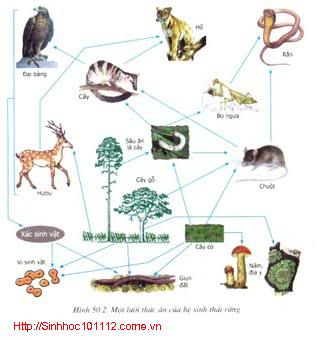 Hổ
Rắn
Đại bàng
Cầy
Bọ ngựa
Sâu ăn
lá cây
Hươu
Cây gỗ
Chuột
Xác sinh vật
Cây cỏ
Vi sinh vật
Giun
đất
Nấm,
địa y
Hình 50.2. Một lưới thức ăn của hệ sinh thái rừng
Http://Sinhhoc101112.come.vn